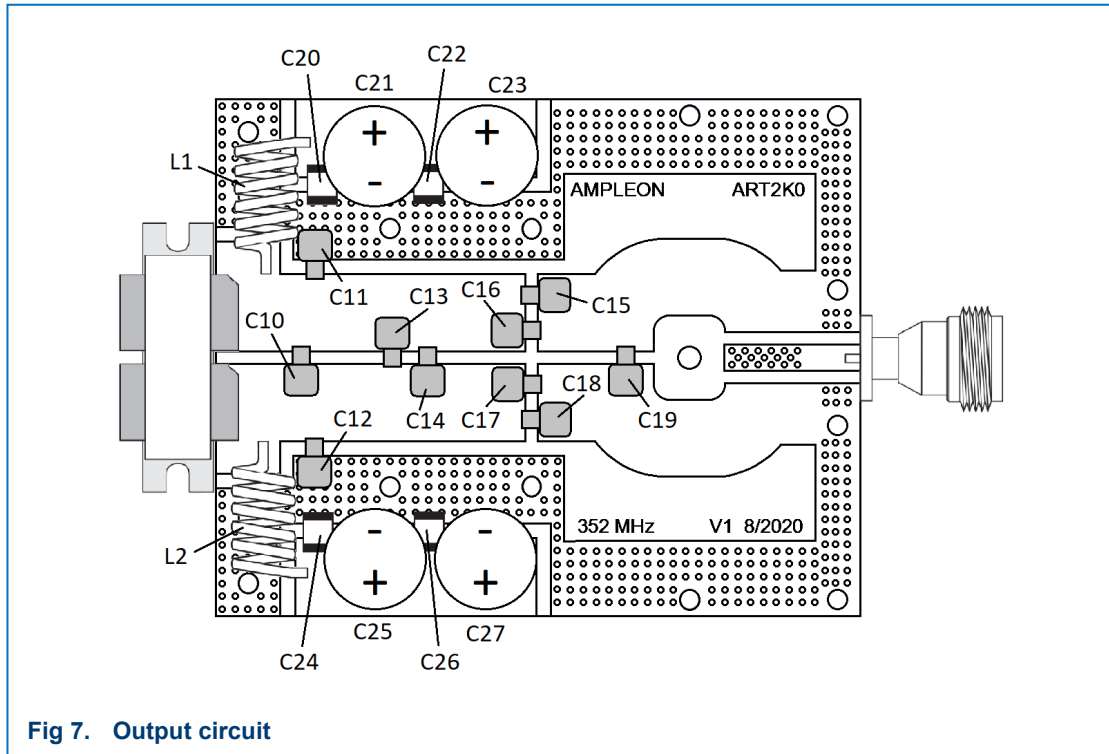 C20
C22
C21
C23
L1
+
+
-
-
AMPLEON ART2K0
C11
C13
C16
C15
C10
C14
C17
C18
C19
C12
-
-
+
+
352 MHz V1 8/2020
L2
C25
C27
C24
C26
Fig 7. Output circuit